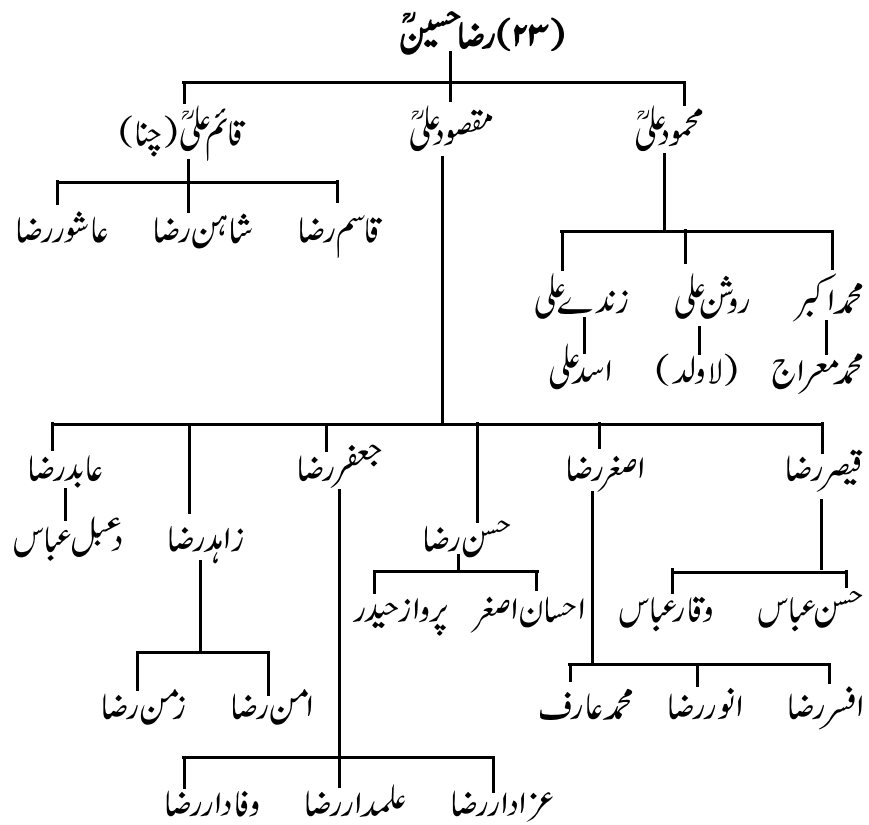 (۲۳) رضا حسینؒ
محمود علیؒ مقصود علیؒ قائم علیؒ (چنا)
قاسم رضا شاہن رضا عاشور رضا
محمد اکبر روشن علی زندے علی
محمد معراج (لاولد) اسد علی
قیصر رضا اصغر رضا جعفر رضا عابد رضا
حسن رضا زاہد رضا دعبل عباس
حسن عباس وقار عباس احسان اصغر پرواز حیدر
افسر رضا انور رضا محمد عارف امن رضا زمن رضا
عزادار رضا علمدار رضا وفادار رضا